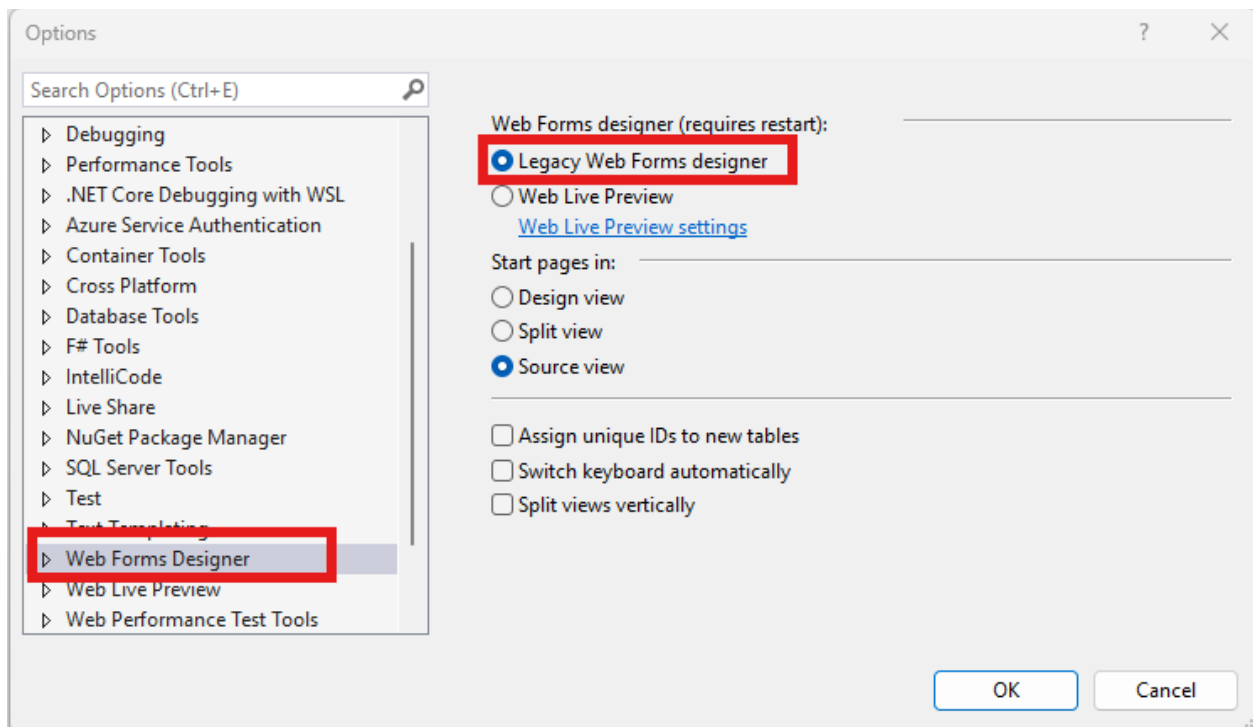 Options
Search Options (Ctrl+E)
Debugging
Performance Tools
.NET Core Debugging with WSL
Azure Service Authentication
Container Tools
Cross Platform
Database Tools
F# Tools
IntelliCode
Live Share
NuGet Package Manager
SQL Server Tools
Test
Text Templating
Web Forms Designer
Web Live Preview
Web Performance Test Tools
Web Forms designer (requires restart):
Legacy Web Forms designer
Web Live Preview
Web Live Preview settings
Start pages in:
Design view
Split view
Source view
Assign unique IDs to new tables
Switch keyboard automatically
Split views vertically
OK
Cancel